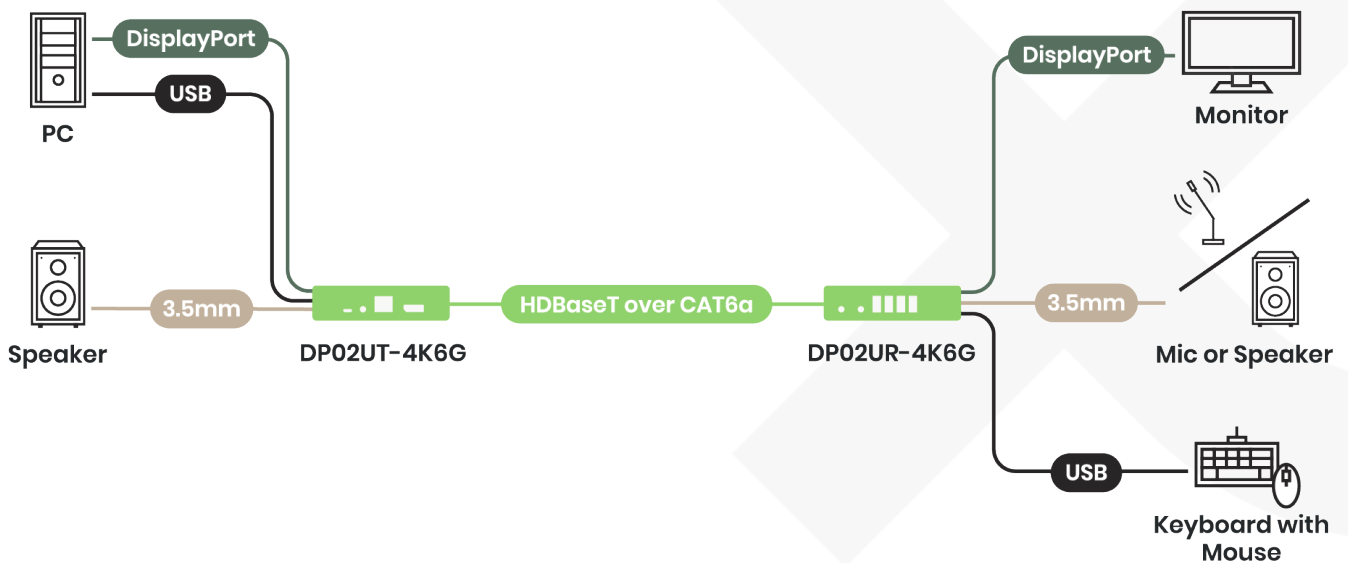 DisplayPort
USB
PC
DisplayPort
Monitor
3.5mm
Speaker
DP02UT-4K6G
HDBaseT over CAT6a
DP02UR-4K6G
3.5mm
Mic or Speaker
USB
Keyboard with
Mouse